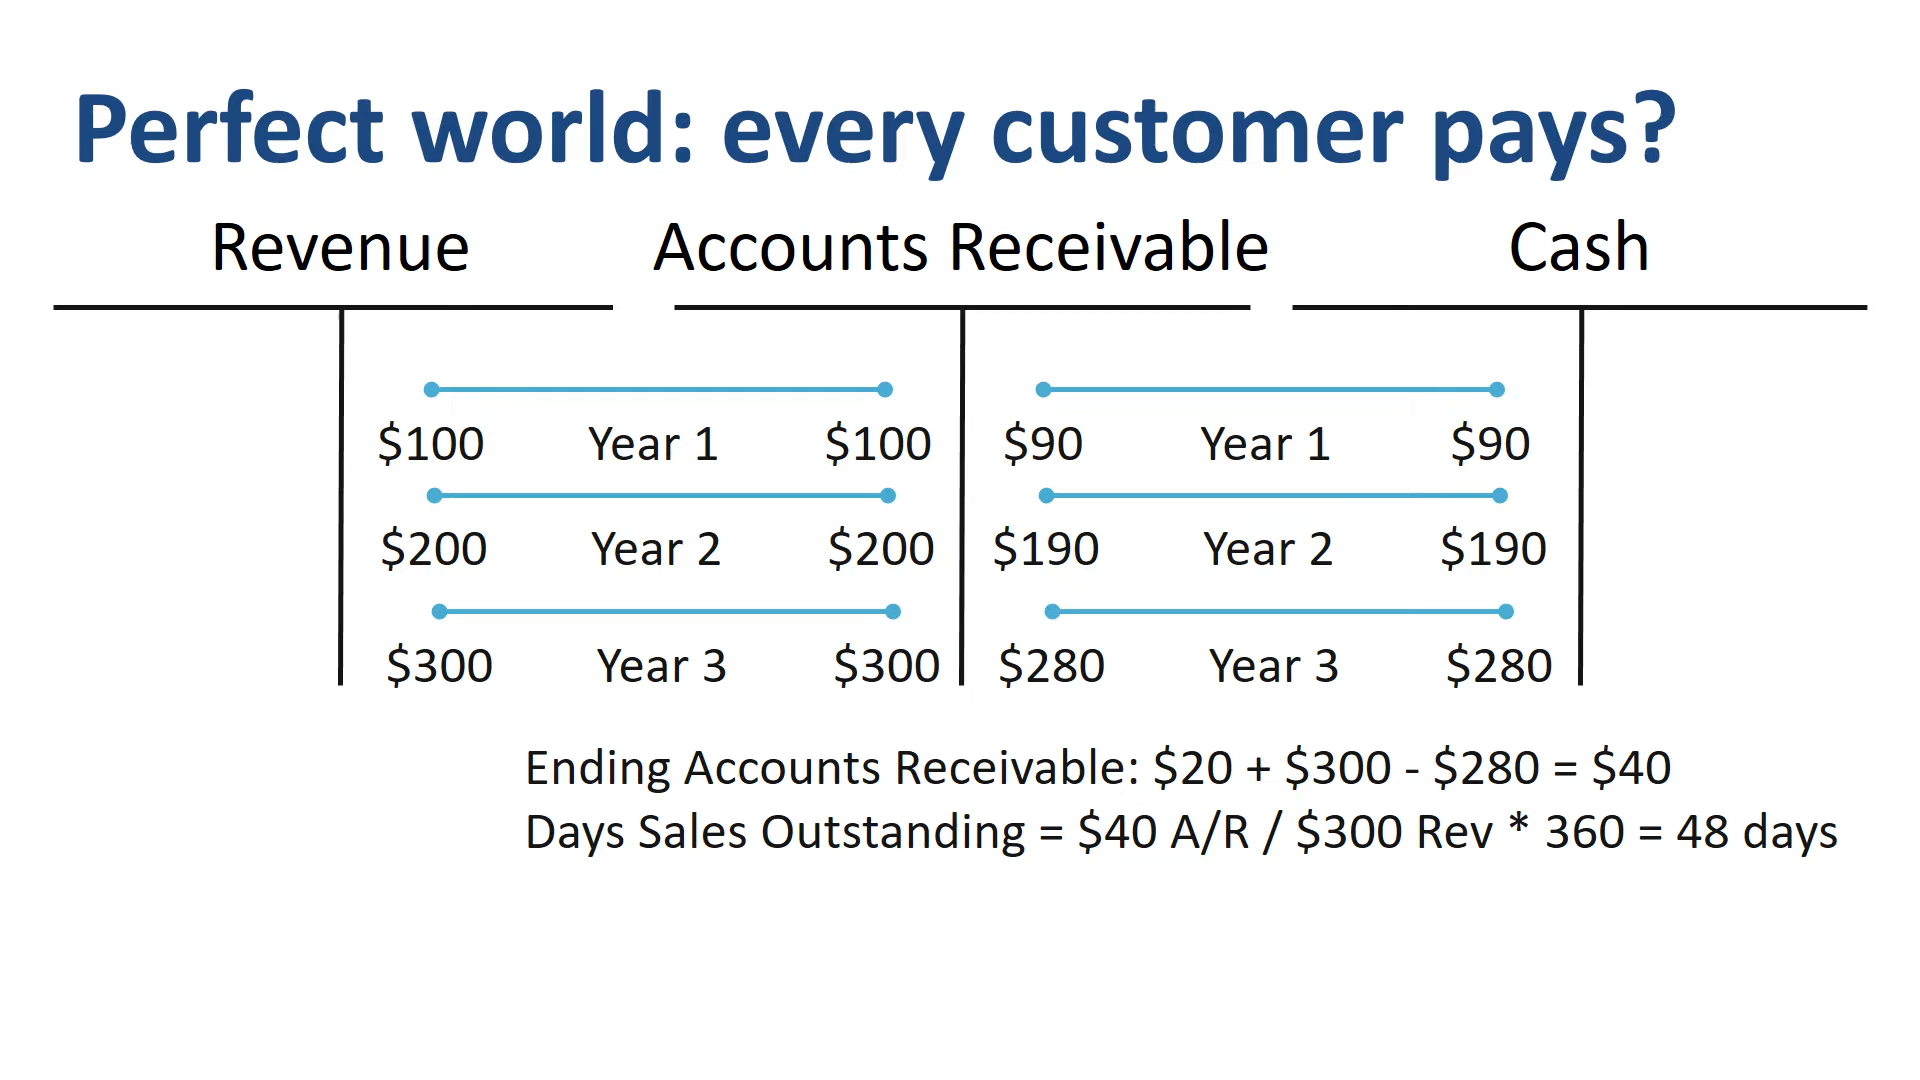 Perfect world: every customer pays?
Revenue Accounts Receivable Cash
$100 Year 1 $100 $90 Year 1 $90
$200 Year 2 $200 $190 Year 2 $190
$300 Year 3 $300 $280 Year 3 $280
Ending Accounts Receivable: $20 + $300 - $280 = $40
Days Sales Outstanding = $40 A/R / $300 Rev * 360 = 48 days